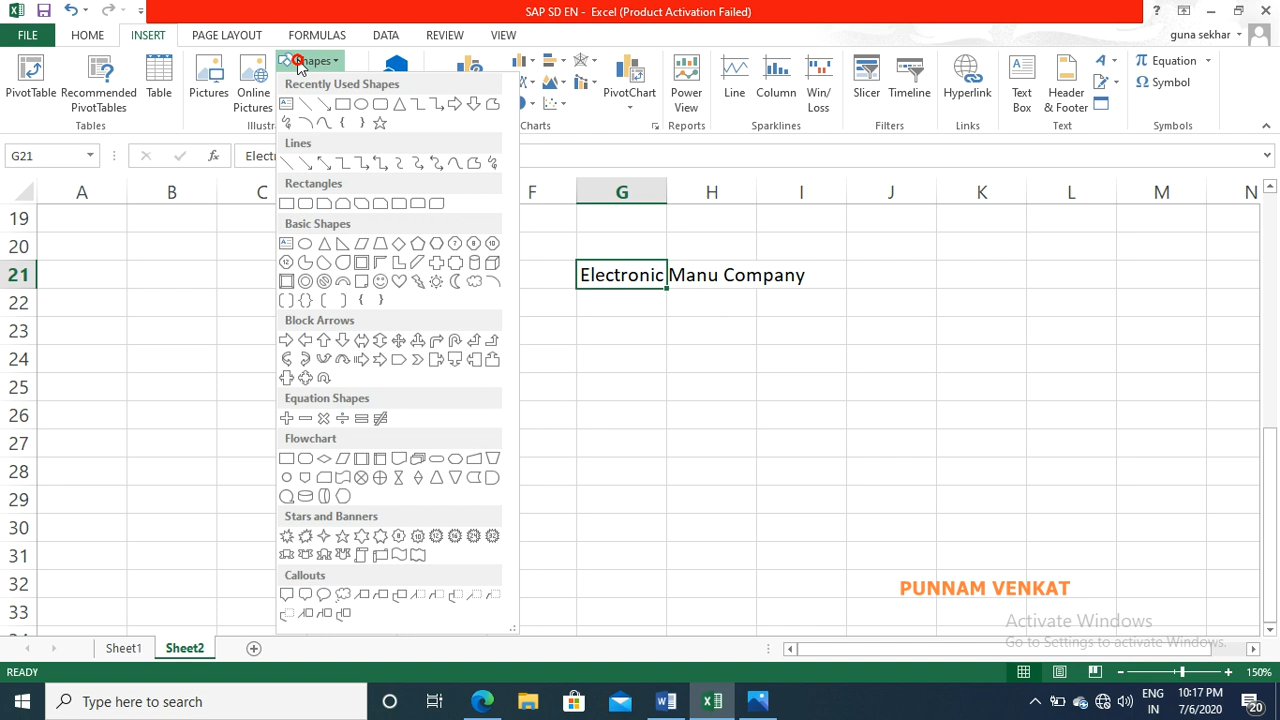 SAP SD EN - Excel (Product Activation Failed)
FILE HOME INSERT PAGE LAYOUT FORMULAS DATA REVIEW VIEW guna sekhar
PivotTable Recommended PivotTables Table
Tables
Pictures Online Pictures
Shapes
PivotChart
Charts
Power View
Reports
Line Column Win/Loss
Sparklines
Slicer Timeline
Filters
Hyperlink
Links
Text Box Header & Footer
Text
Equation
Symbol
Symbols
G21
A B C F G H I J K L M N
Recently Used Shapes
Lines
Rectangles
Basic Shapes
Block Arrows
Equation Shapes
Flowchart
Stars and Banners
Callouts
19
20
21 Electronic Manu Company
22
23
24
25
26
27
28
29
30
31
32
33
PUNNAM VENKAT
Activate Windows
Go to Settings to activate Windows.
Sheet1 Sheet2
READY 150%
Type here to search
ENG
IN
10:17 PM
7/6/2020
20